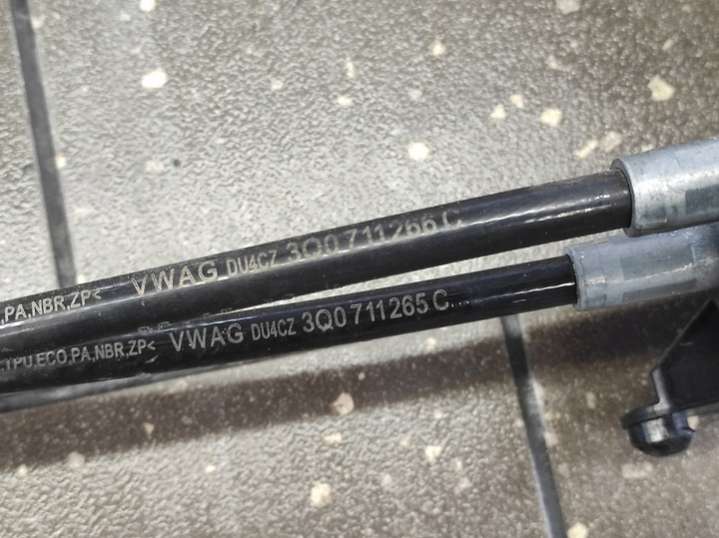 ,PA,NBR,ZP< VWAG DU4CZ 3Q0 711266 C
,TPU,ECO,PA,NBR,ZP< VWAG DU4CZ 3Q0 711265 C